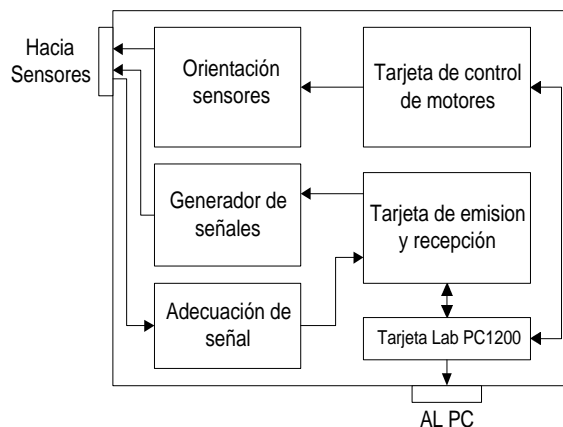 Hacia
Sensores
Orientación
sensores
Tarjeta de control
de motores
Generador de
señales
Tarjeta de emision
y recepción
Adecuación de
señal
Tarjeta Lab PC1200
AL PC